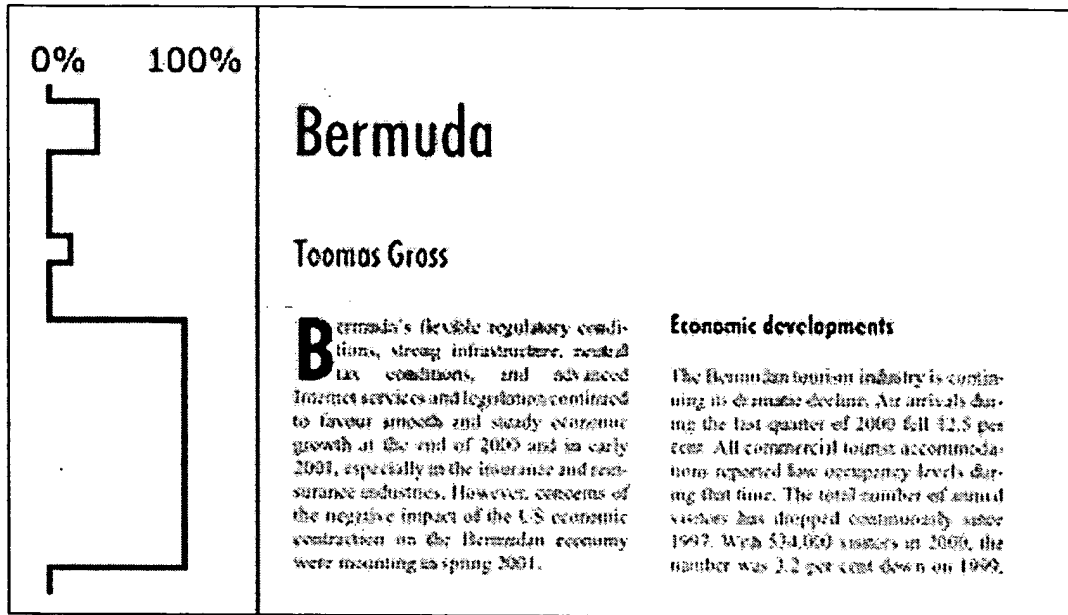 0% 100%
Bermuda
Toomas Gross
Bermuda's flexible regulatory condi-
tions, strong infrastructure, neutral
tax conditions, and advanced
Internet services and legislation continued
to favour smooth and steady economic
growth at the end of 2000 and in early
2001, especially in the insurance and rein-
surance industries. However, concerns of
the negative impact of the US economic
contraction on the Bermudan economy
were mounting in spring 2001.
Economic developments
The Bermudan tourism industry is contin-
uing its dramatic decline. Air arrivals dur-
ing the last quarter of 2000 fell 12.5 per
cent. All commercial tourist accommoda-
tions reported low occupancy levels dur-
ing that time. The total number of annual
visitors has dropped continuously since
1997. With 534,000 visitors in 2000, the
number was 3.2 per cent down on 1999.